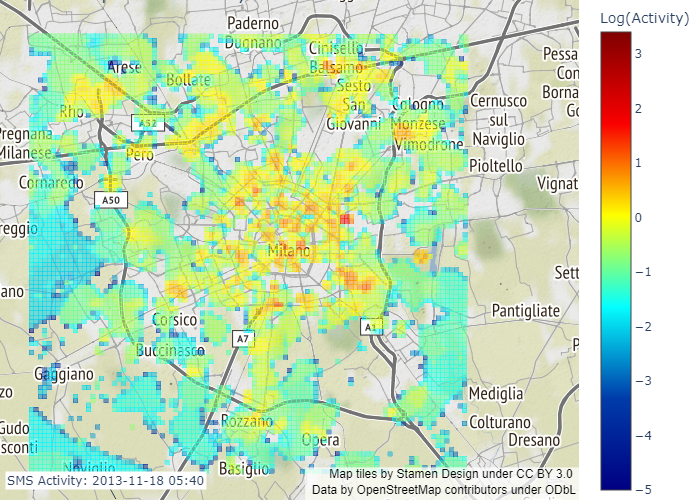 Log(Activity)
Paderno
Dugnano
Cinisello
Balsamo
Arese
Bollate
Sesto
San
Giovanni
Rho
A52
Cologno
Monzese
Cernusco
sul
Naviglio
Pessa
Con
Borna
Go
Pregnana
Milanese
Pero
Vimodrone
Pioltello
Cornaredo
A50
Vignat
reggio
Milano
Sett
ano
Pantigliate
Corsico
A7
A1
P
Buccinasco
Gaggiano
zo
Mediglia
Rozzano
Colturano
Gudo
sconti
Opera
Dresano
Noviglio
Basiglio
SMS Activity: 2013-11-18 05:40
Map tiles by Stamen Design under CC BY 3.0
Data by OpenStreetMap contributors under ODbL
3
2
1
0
−1
−2
−3
−4
−5